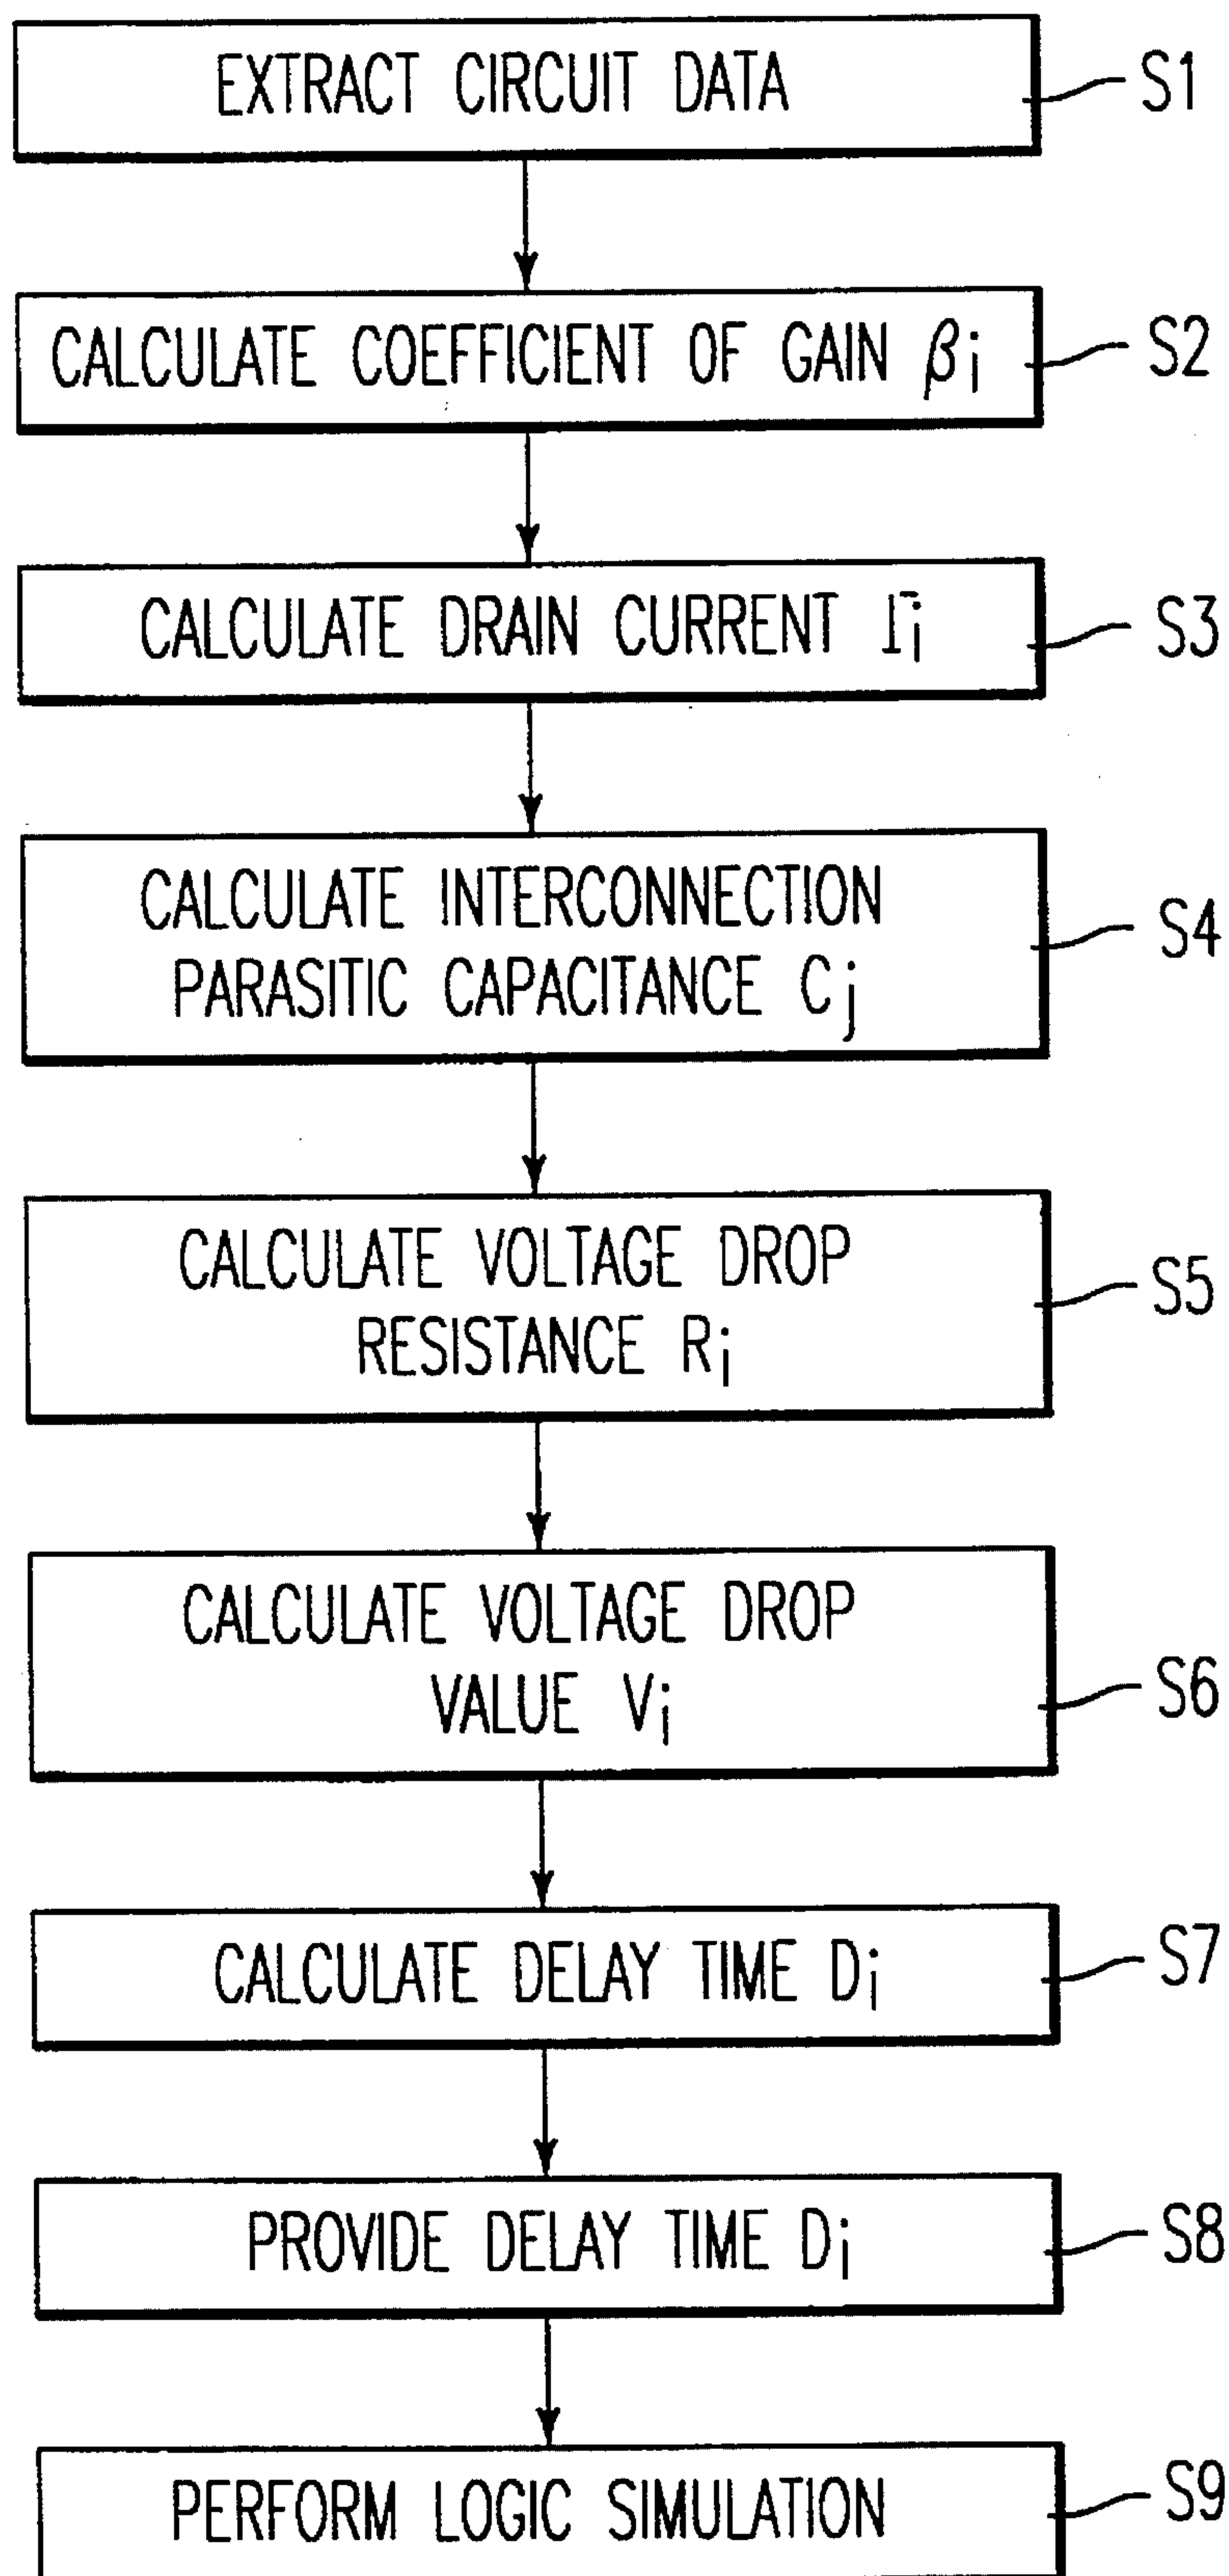 EXTRACT CIRCUIT DATA S1
CALCULATE COEFFICIENT OF GAIN βi S2
CALCULATE DRAIN CURRENT Ii S3
CALCULATE INTERCONNECTION
PARASITIC CAPACITANCE Cj S4
CALCULATE VOLTAGE DROP
RESISTANCE Ri S5
CALCULATE VOLTAGE DROP
VALUE Vi S6
CALCULATE DELAY TIME Di S7
PROVIDE DELAY TIME Di S8
PERFORM LOGIC SIMULATION S9